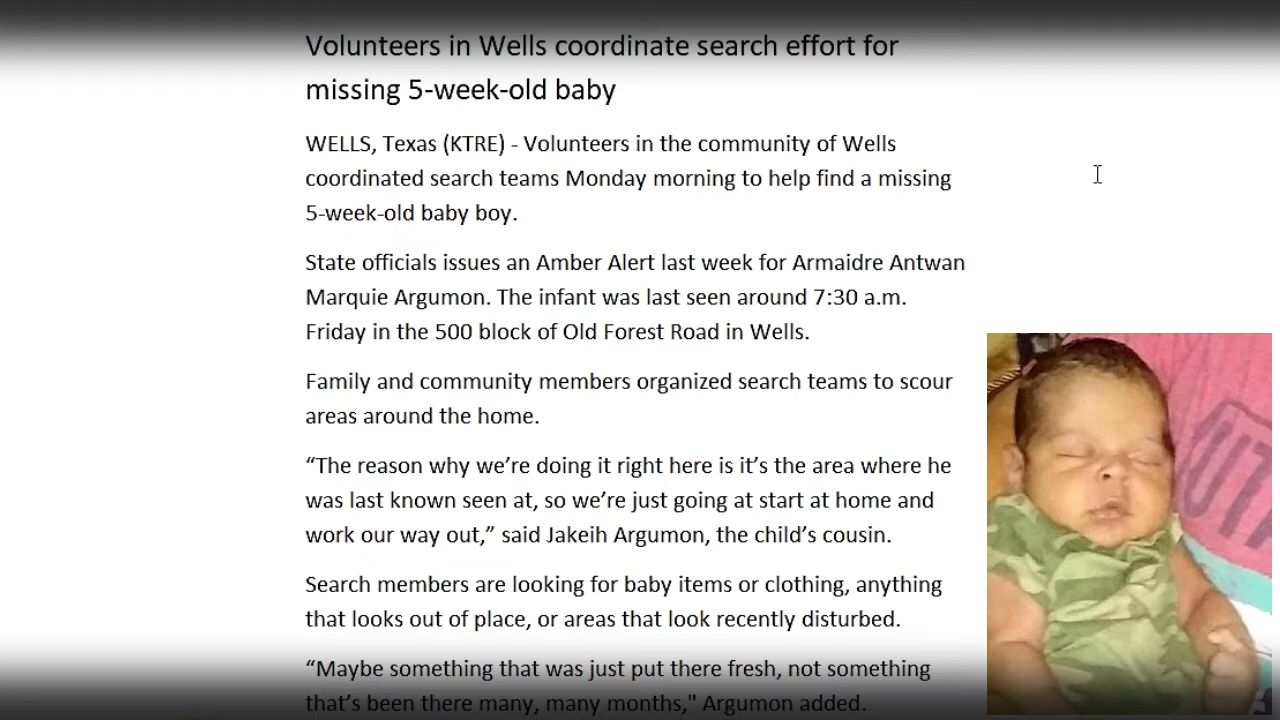 Volunteers in Wells coordinate search effort for
missing 5-week-old baby
WELLS, Texas (KTRE) - Volunteers in the community of Wells
coordinated search teams Monday morning to help find a missing
5-week-old baby boy.
State officials issues an Amber Alert last week for Armaidre Antwan
Marquie Argumon. The infant was last seen around 7:30 a.m.
Friday in the 500 block of Old Forest Road in Wells.
Family and community members organized search teams to scour
areas around the home.
“The reason why we’re doing it right here is it’s the area where he
was last known seen at, so we’re just going at start at home and
work our way out,” said Jakeih Argumon, the child’s cousin.
Search members are looking for baby items or clothing, anything
that looks out of place, or areas that look recently disturbed.
“Maybe something that was just put there fresh, not something
that’s been there many, many months," Argumon added.